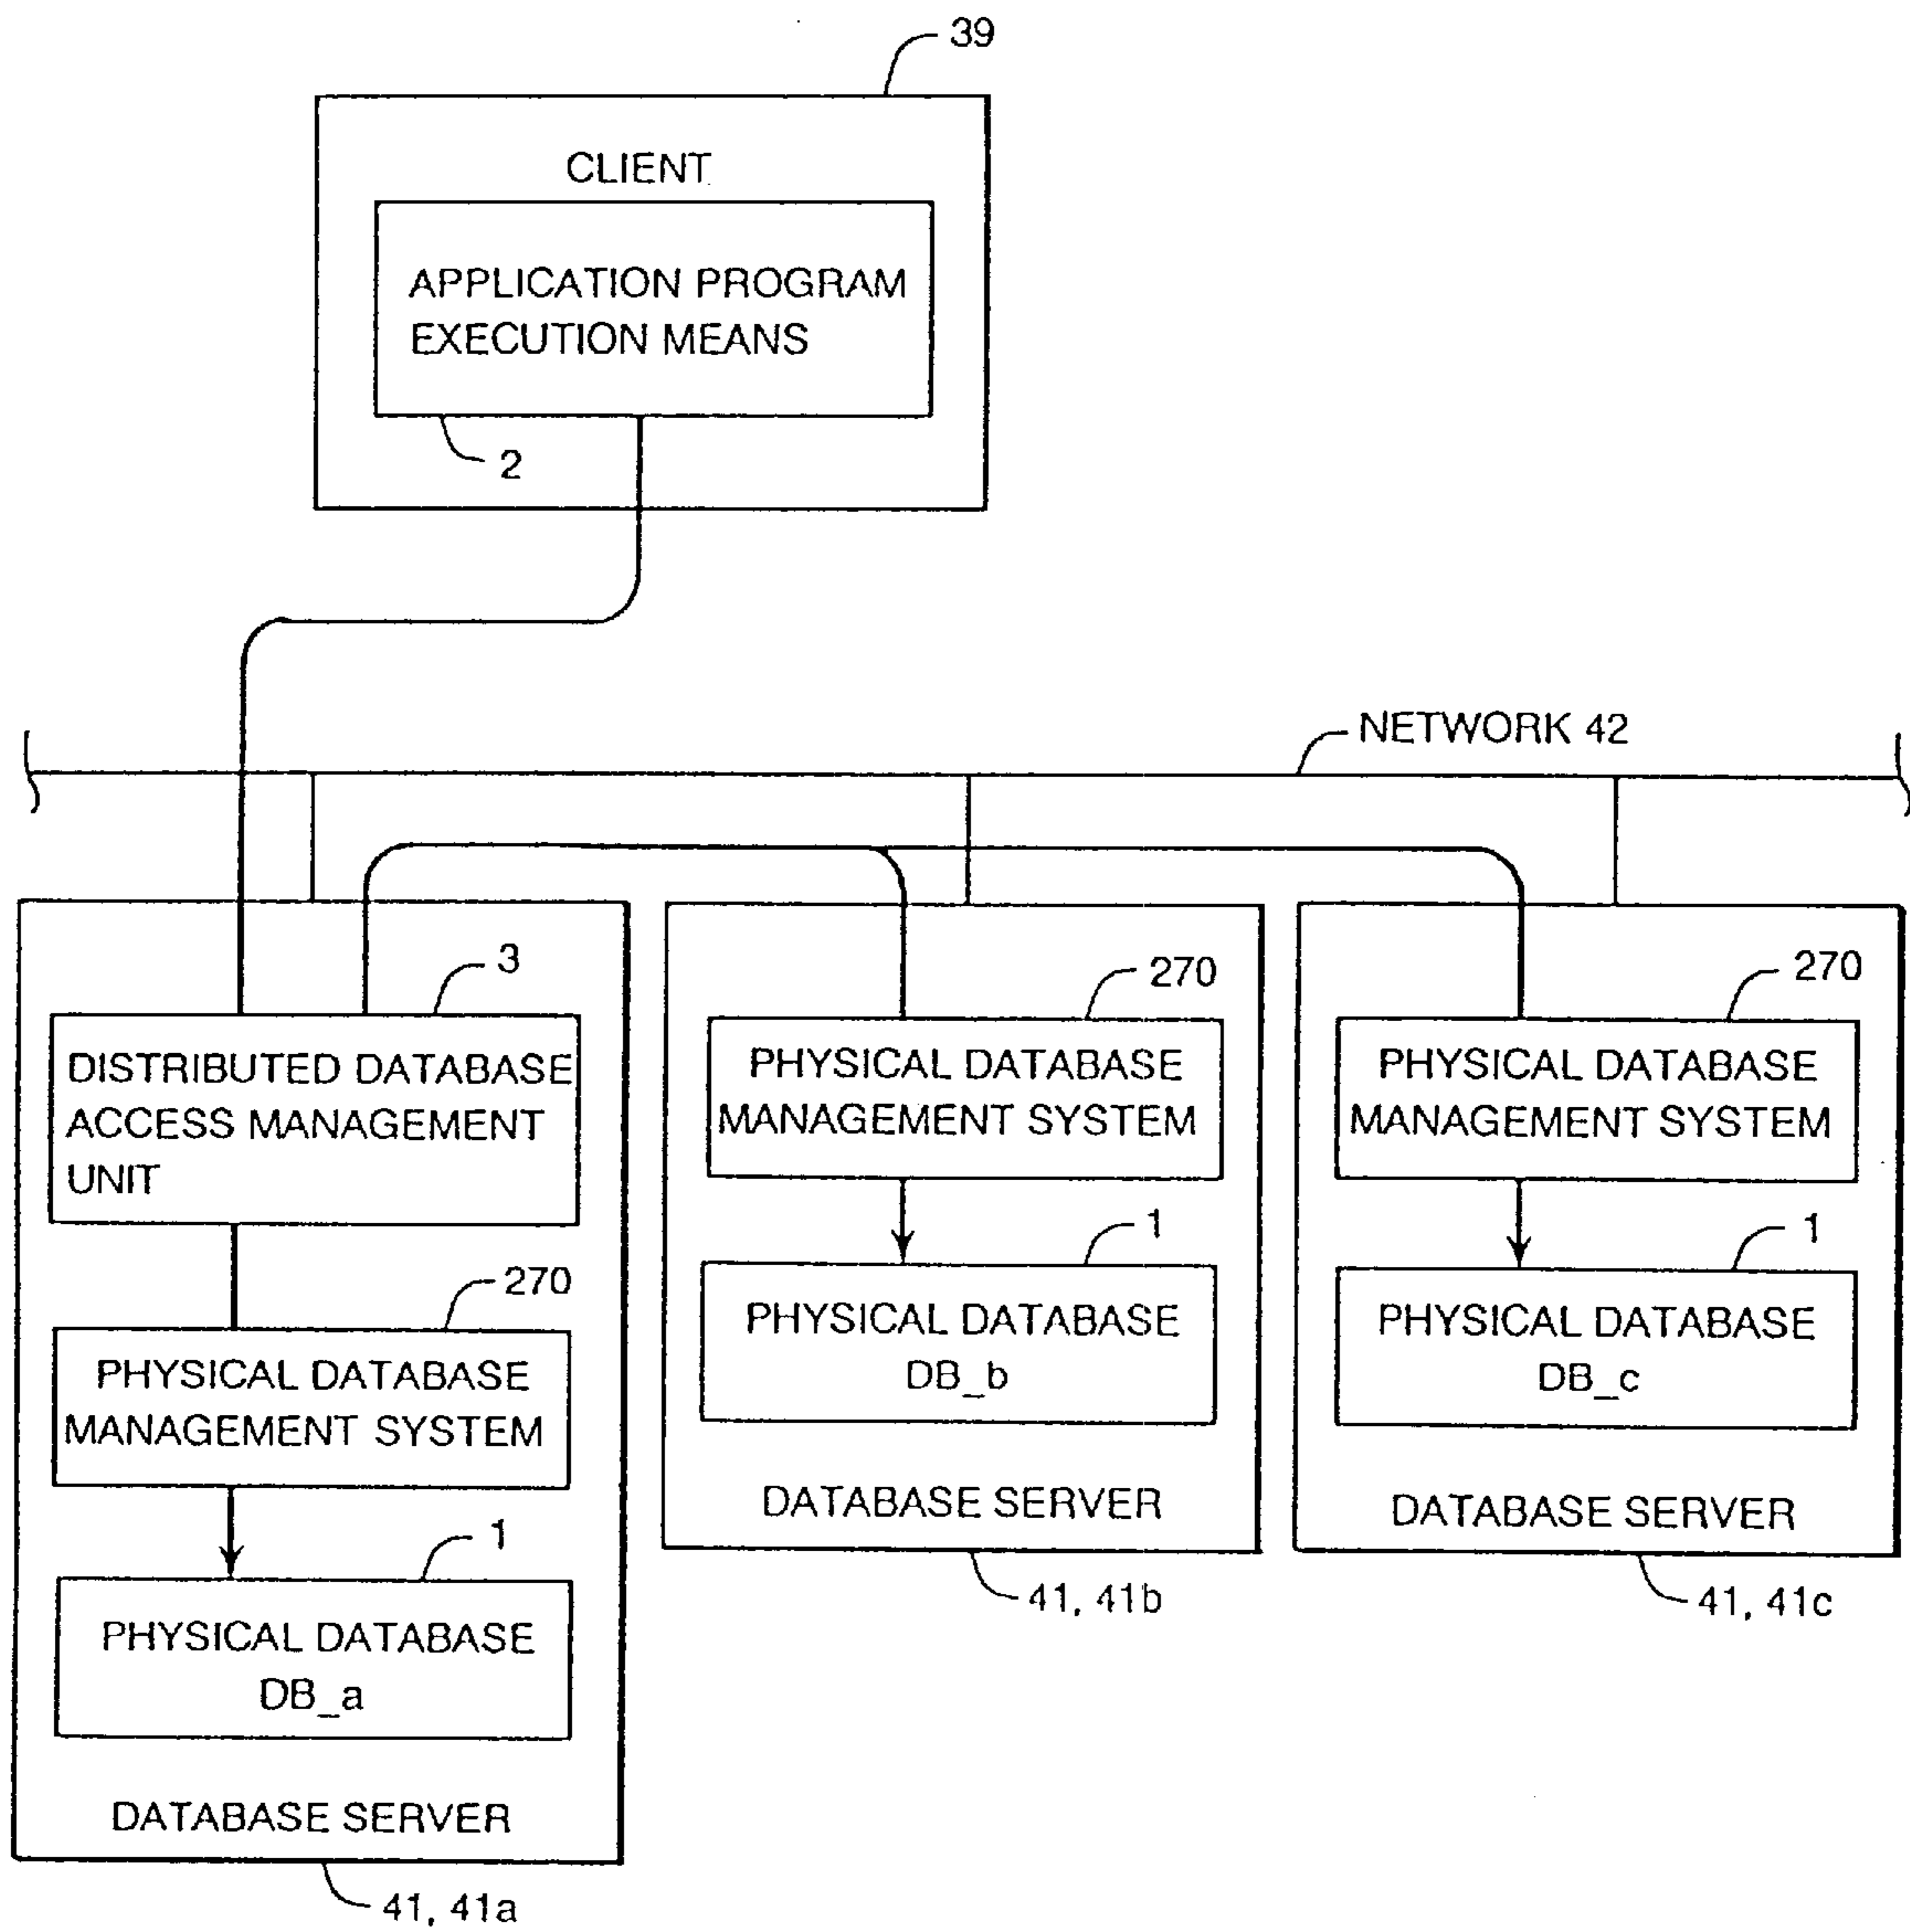 39
CLIENT
APPLICATION PROGRAM
EXECUTION MEANS
2
NETWORK 42
3
DISTRIBUTED DATABASE
ACCESS MANAGEMENT
UNIT
270
PHYSICAL DATABASE
MANAGEMENT SYSTEM
1
PHYSICAL DATABASE
DB_a
DATABASE SERVER
41, 41a
270
PHYSICAL DATABASE
MANAGEMENT SYSTEM
1
PHYSICAL DATABASE
DB_b
DATABASE SERVER
41, 41b
270
PHYSICAL DATABASE
MANAGEMENT SYSTEM
1
PHYSICAL DATABASE
DB_c
DATABASE SERVER
41, 41c